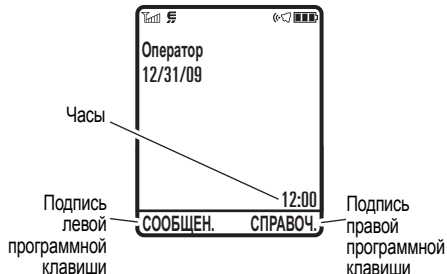 Оператор
12/31/09
Часы
12:00
СООБЩЕН. СПРАВОЧ.
Подпись
левой
программной
клавиши
Подпись
правой
программной
клавиши